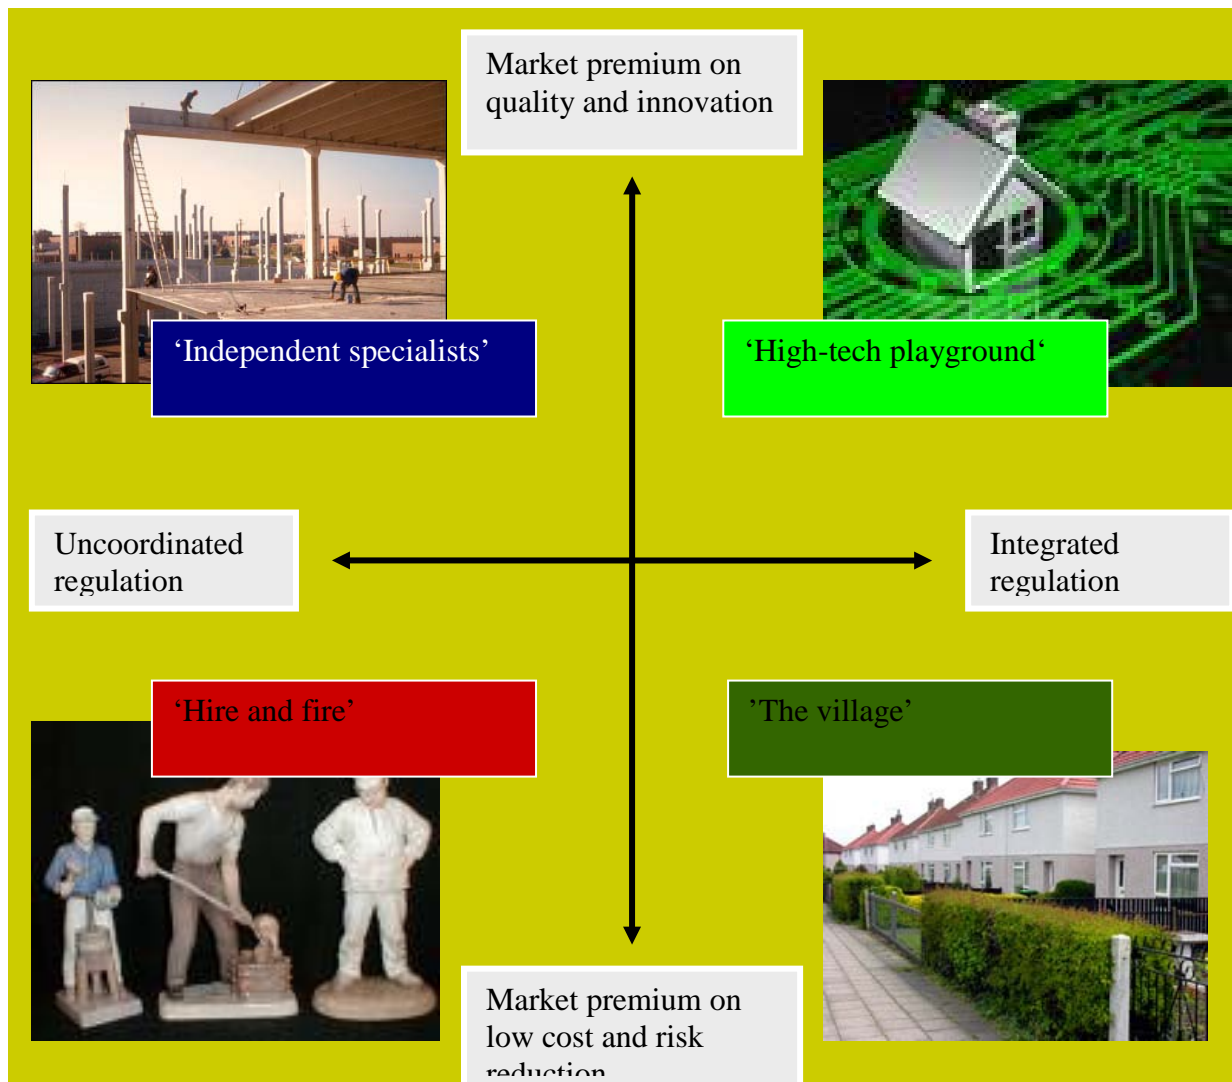 Market premium on
quality and innovation
‘Independent specialists’
‘High-tech playground‘
Uncoordinated
regulation
Integrated
regulation
‘Hire and fire’
’The village’
Market premium on
low cost and risk
reduction